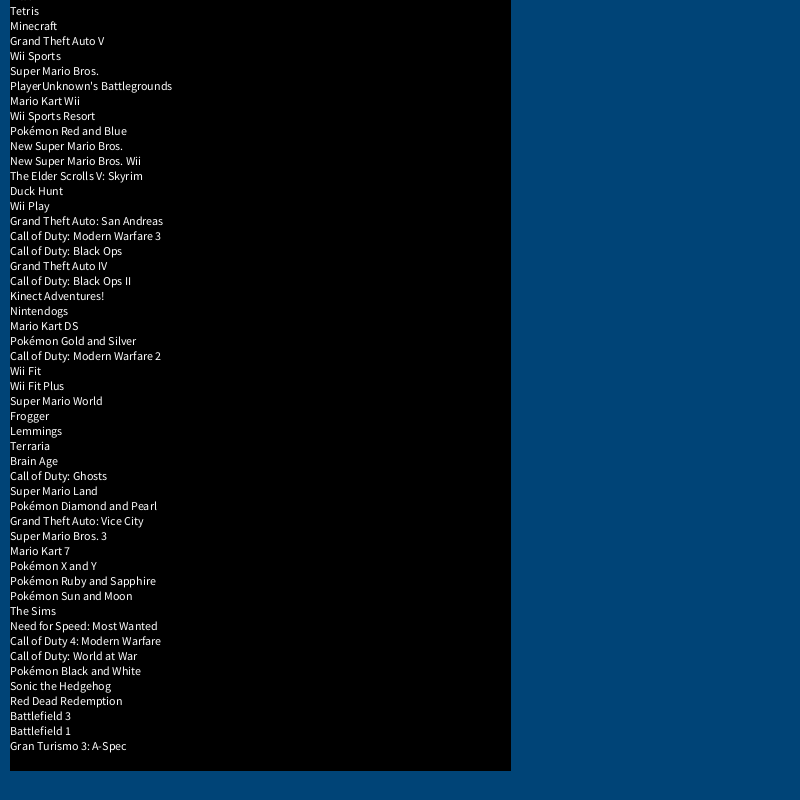 Tetris
Minecraft
Grand Theft Auto V
Wii Sports
Super Mario Bros.
PlayerUnknown's Battlegrounds
Mario Kart Wii
Wii Sports Resort
Pokémon Red and Blue
New Super Mario Bros.
New Super Mario Bros. Wii
The Elder Scrolls V: Skyrim
Duck Hunt
Wii Play
Grand Theft Auto: San Andreas
Call of Duty: Modern Warfare 3
Call of Duty: Black Ops
Grand Theft Auto IV
Call of Duty: Black Ops II
Kinect Adventures!
Nintendogs
Mario Kart DS
Pokémon Gold and Silver
Call of Duty: Modern Warfare 2
Wii Fit
Wii Fit Plus
Super Mario World
Frogger
Lemmings
Terraria
Brain Age
Call of Duty: Ghosts
Super Mario Land
Pokémon Diamond and Pearl
Grand Theft Auto: Vice City
Super Mario Bros. 3
Mario Kart 7
Pokémon X and Y
Pokémon Ruby and Sapphire
Pokémon Sun and Moon
The Sims
Need for Speed: Most Wanted
Call of Duty 4: Modern Warfare
Call of Duty: World at War
Pokémon Black and White
Sonic the Hedgehog
Red Dead Redemption
Battlefield 3
Battlefield 1
Gran Turismo 3: A-Spec